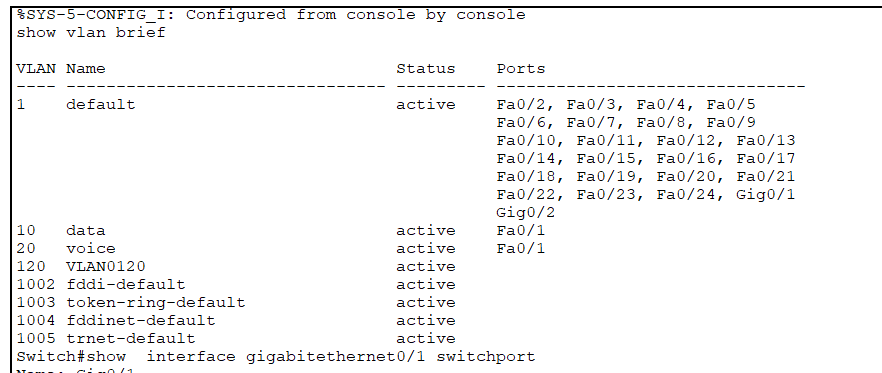 %SYS-5-CONFIG_I: Configured from console by console
show vlan brief
VLAN Name                             Status    Ports
---- -------------------------------- --------- -------------------------------
1    default                          active    Fa0/2, Fa0/3, Fa0/4, Fa0/5
                                                Fa0/6, Fa0/7, Fa0/8, Fa0/9
                                                Fa0/10, Fa0/11, Fa0/12, Fa0/13
                                                Fa0/14, Fa0/15, Fa0/16, Fa0/17
                                                Fa0/18, Fa0/19, Fa0/20, Fa0/21
                                                Fa0/22, Fa0/23, Fa0/24, Gig0/1
                                                Gig0/2
10   data                             active    Fa0/1
20   voice                            active    Fa0/1
120  VLAN0120                         active
1002 fddi-default                     active
1003 token-ring-default               active
1004 fddinet-default                  active
1005 trnet-default                    active
Switch#show  interface gigabitethernet0/1 switchport
Name: Gig0/1